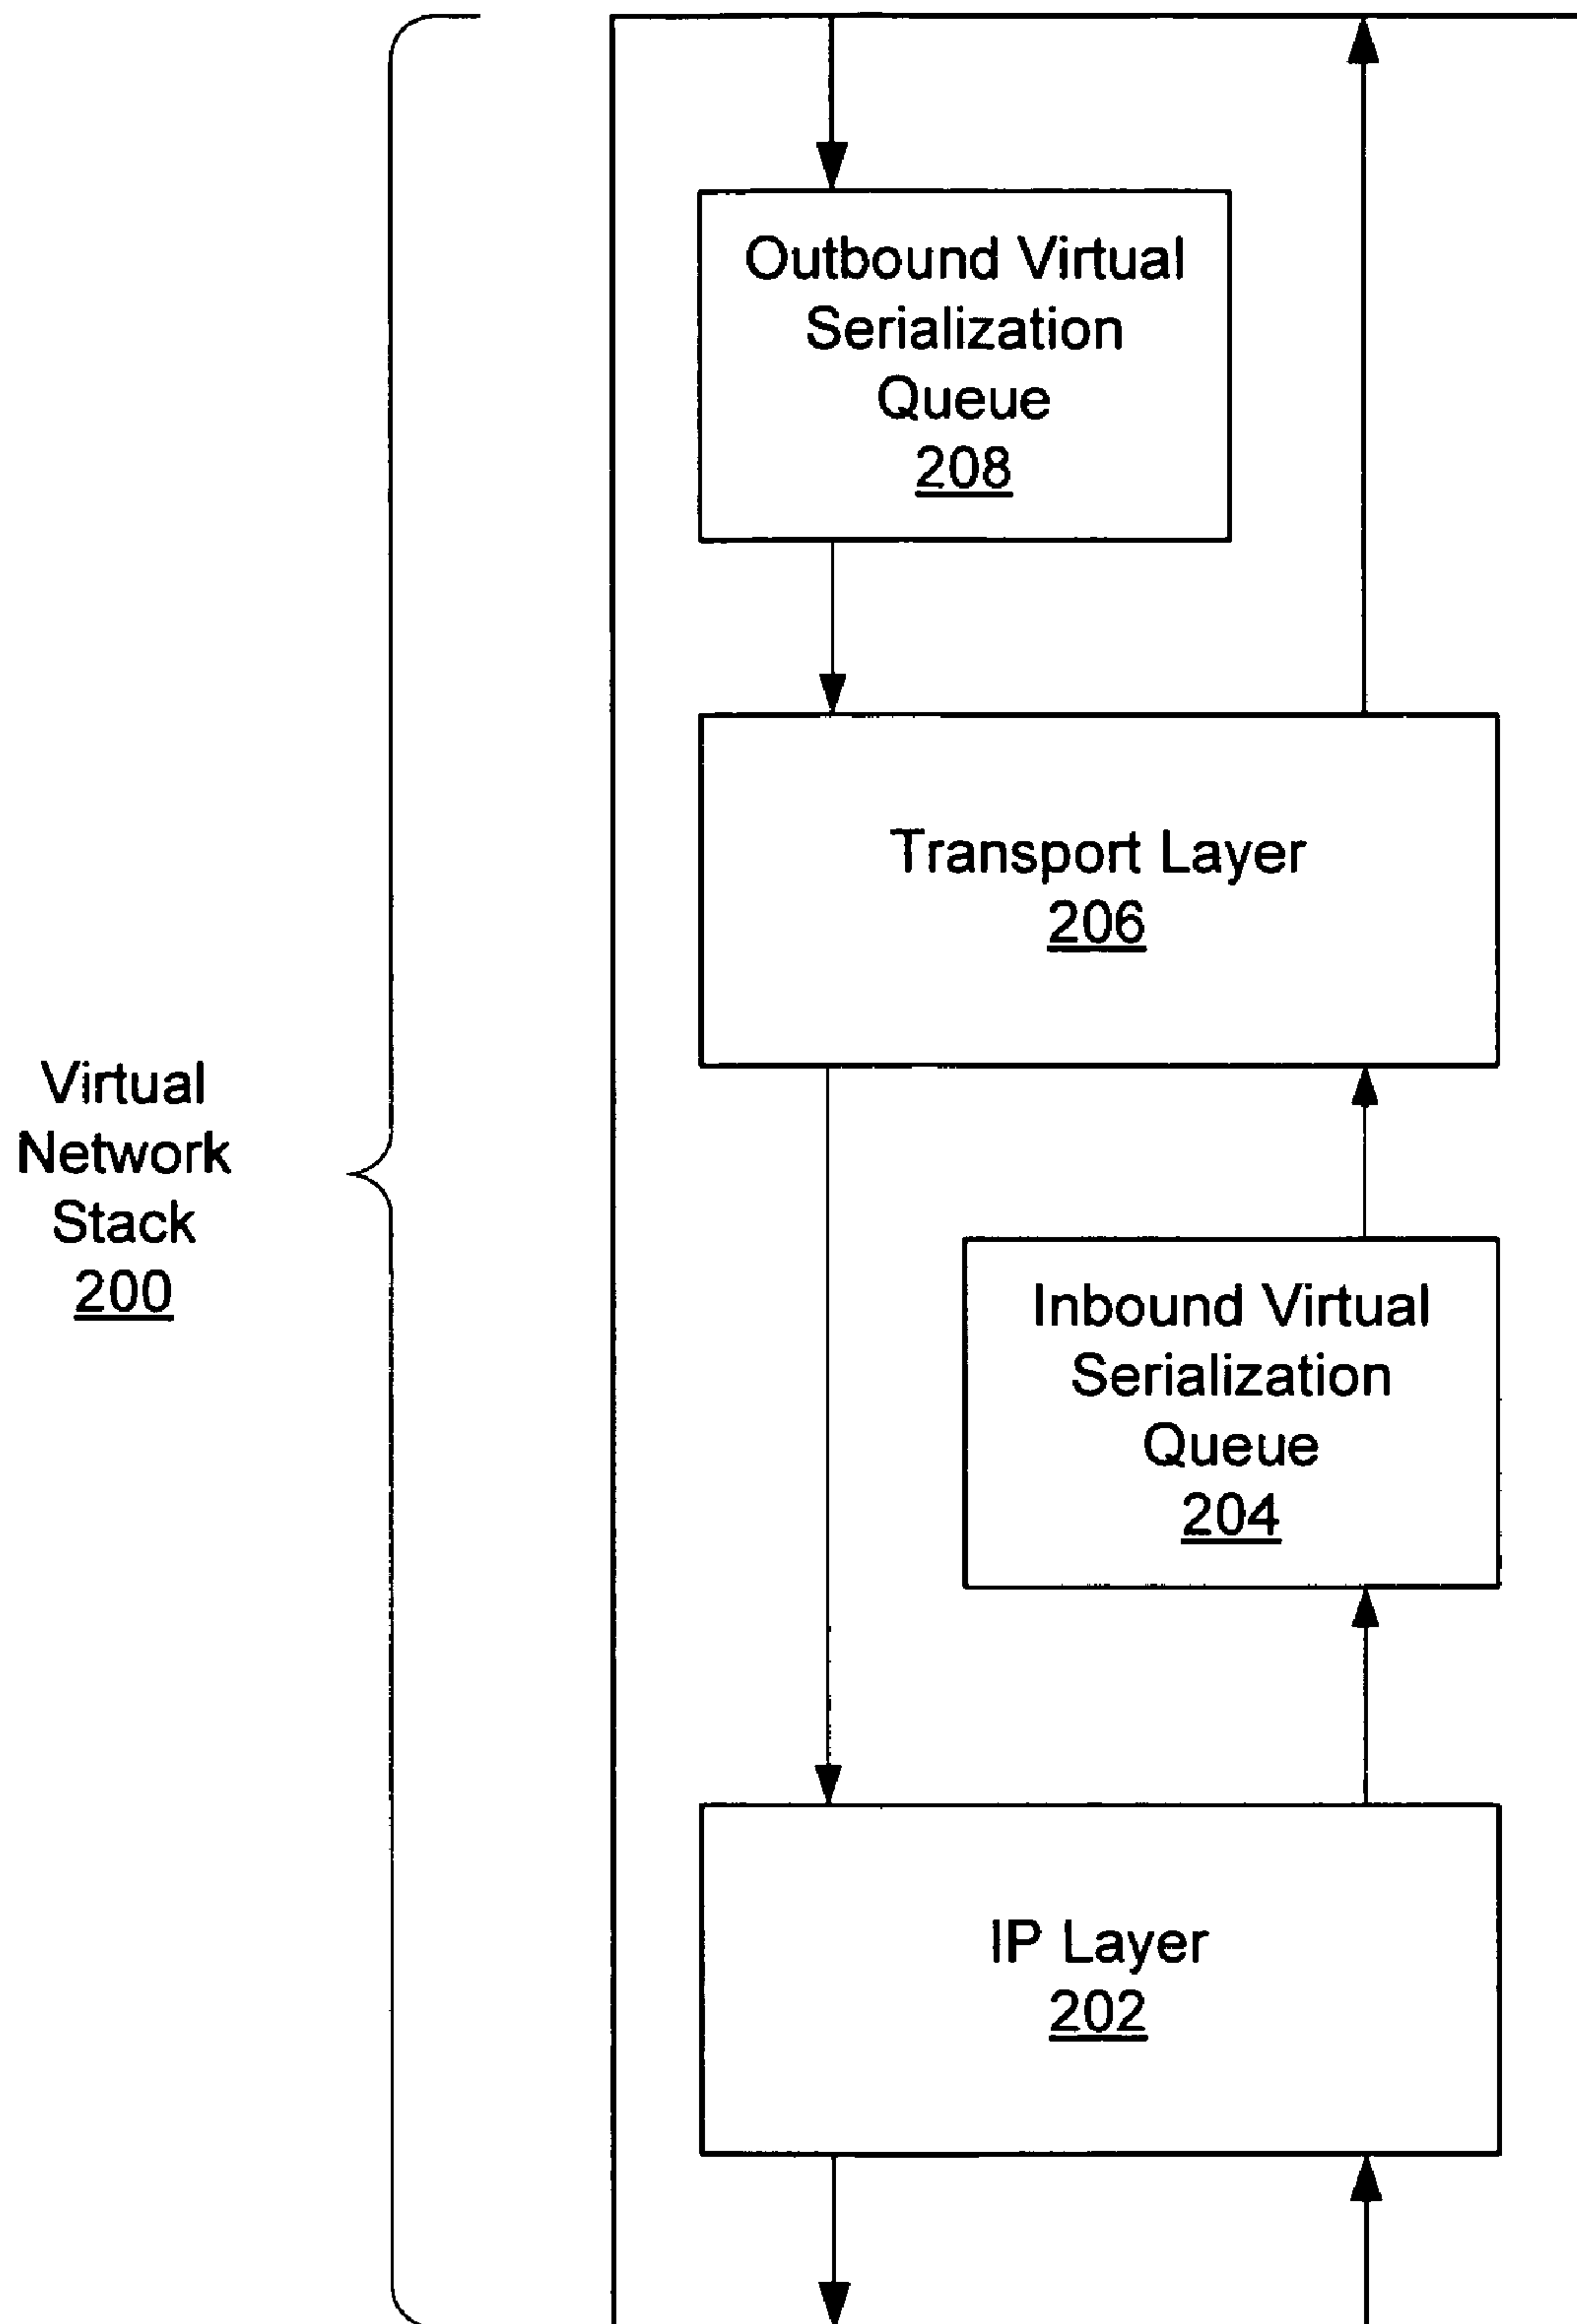 Outbound Virtual
Serialization
Queue
208
Transport Layer
206
Virtual
Network
Stack
200
Inbound Virtual
Serialization
Queue
204
IP Layer
202